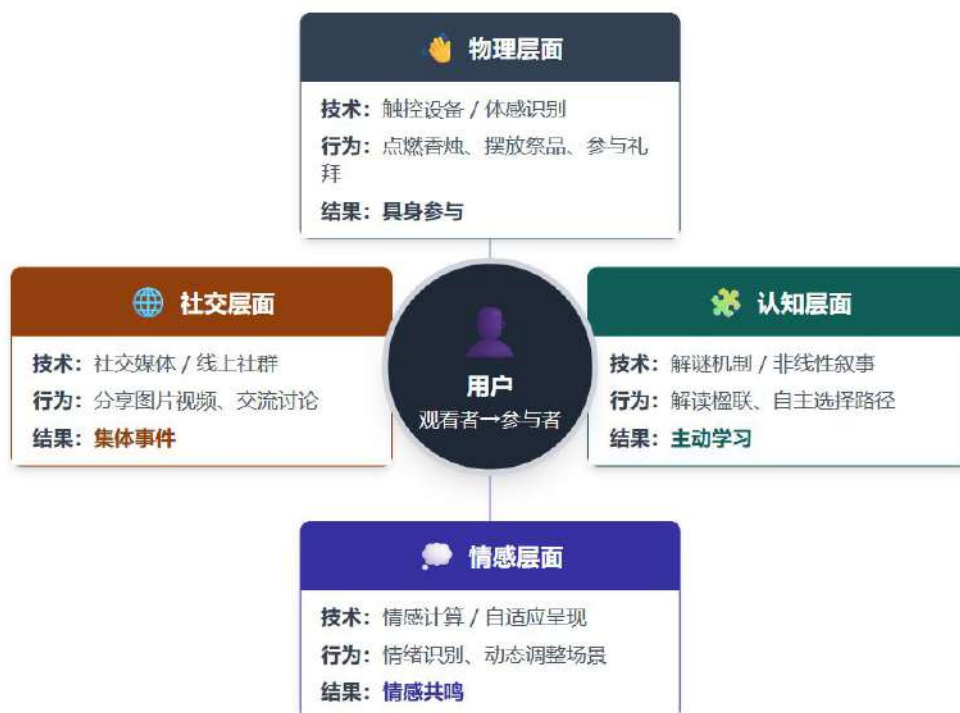 物理层面
技术：触控设备 / 体感识别
行为：点燃香烛、摆放祭品、参与礼
拜
结果：具身参与
社交层面
技术：社交媒体 / 线上社群
行为：分享图片视频、交流讨论
结果：集体事件
用户
观看者→参与者
认知层面
技术：解谜机制 / 非线性叙事
行为：解读楹联、自主选择路径
结果：主动学习
情感层面
技术：情感计算 / 自适应呈现
行为：情绪识别、动态调整场景
结果：情感共鸣